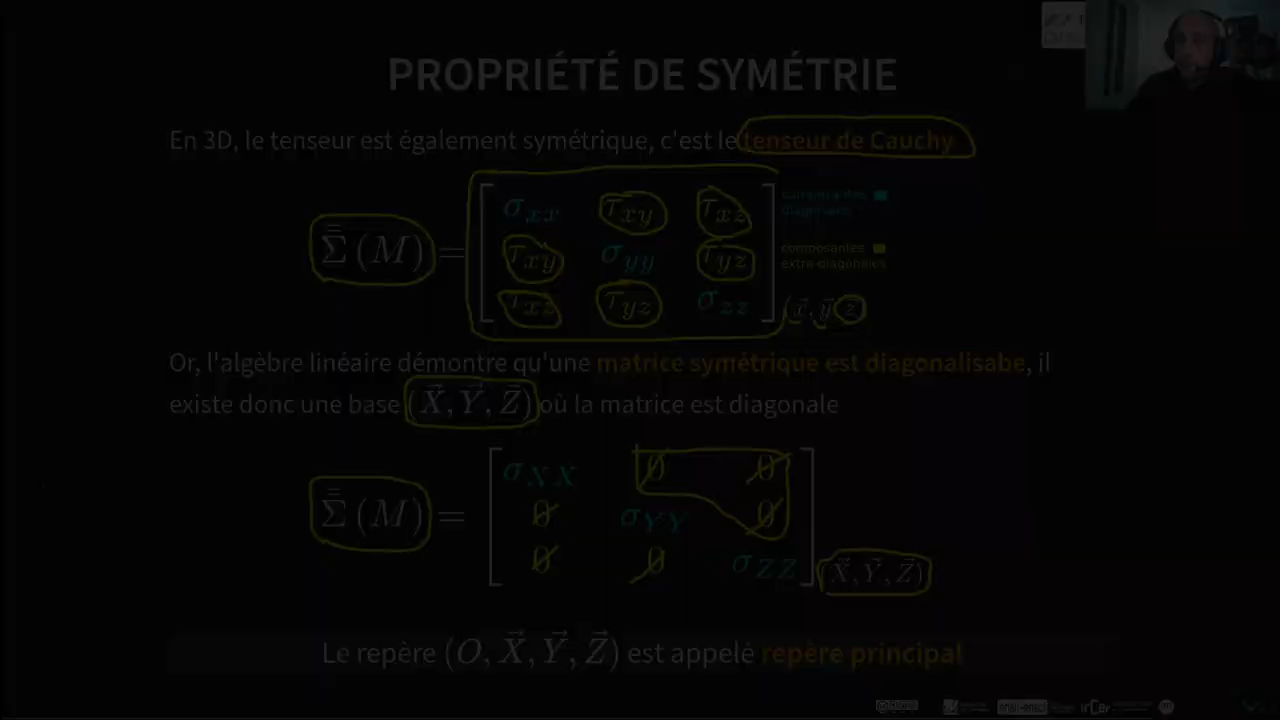 PROPRIÉTÉ DE SYMÉTRIE
En 3D, le tenseur est également symétrique, c'est le tenseur de Cauchy
composantes
diagonales
composantes
extra-diagonales
Σ̿ (M) = [ σxx τxy τxz
τxy σyy τyz
τxz τyz σzz ] (x⃗, y⃗, z⃗)
Or, l'algèbre linéaire démontre qu'une matrice symétrique est diagonalisabe, il
existe donc une base (X⃗, Y⃗, Z⃗) où la matrice est diagonale
Σ̿ (M) = [ σXX 0 0
0 σYY 0
0 0 σZZ ] (X⃗, Y⃗, Z⃗)
Le repère (O, X⃗, Y⃗, Z⃗) est appelé repère principal